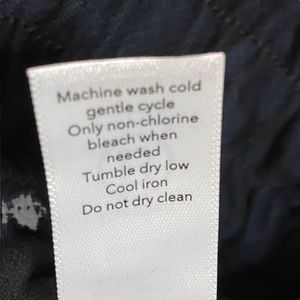 Machine wash cold
gentle cycle
Only non-chlorine
bleach when
needed
Tumble dry low
Cool iron
Do not dry clean